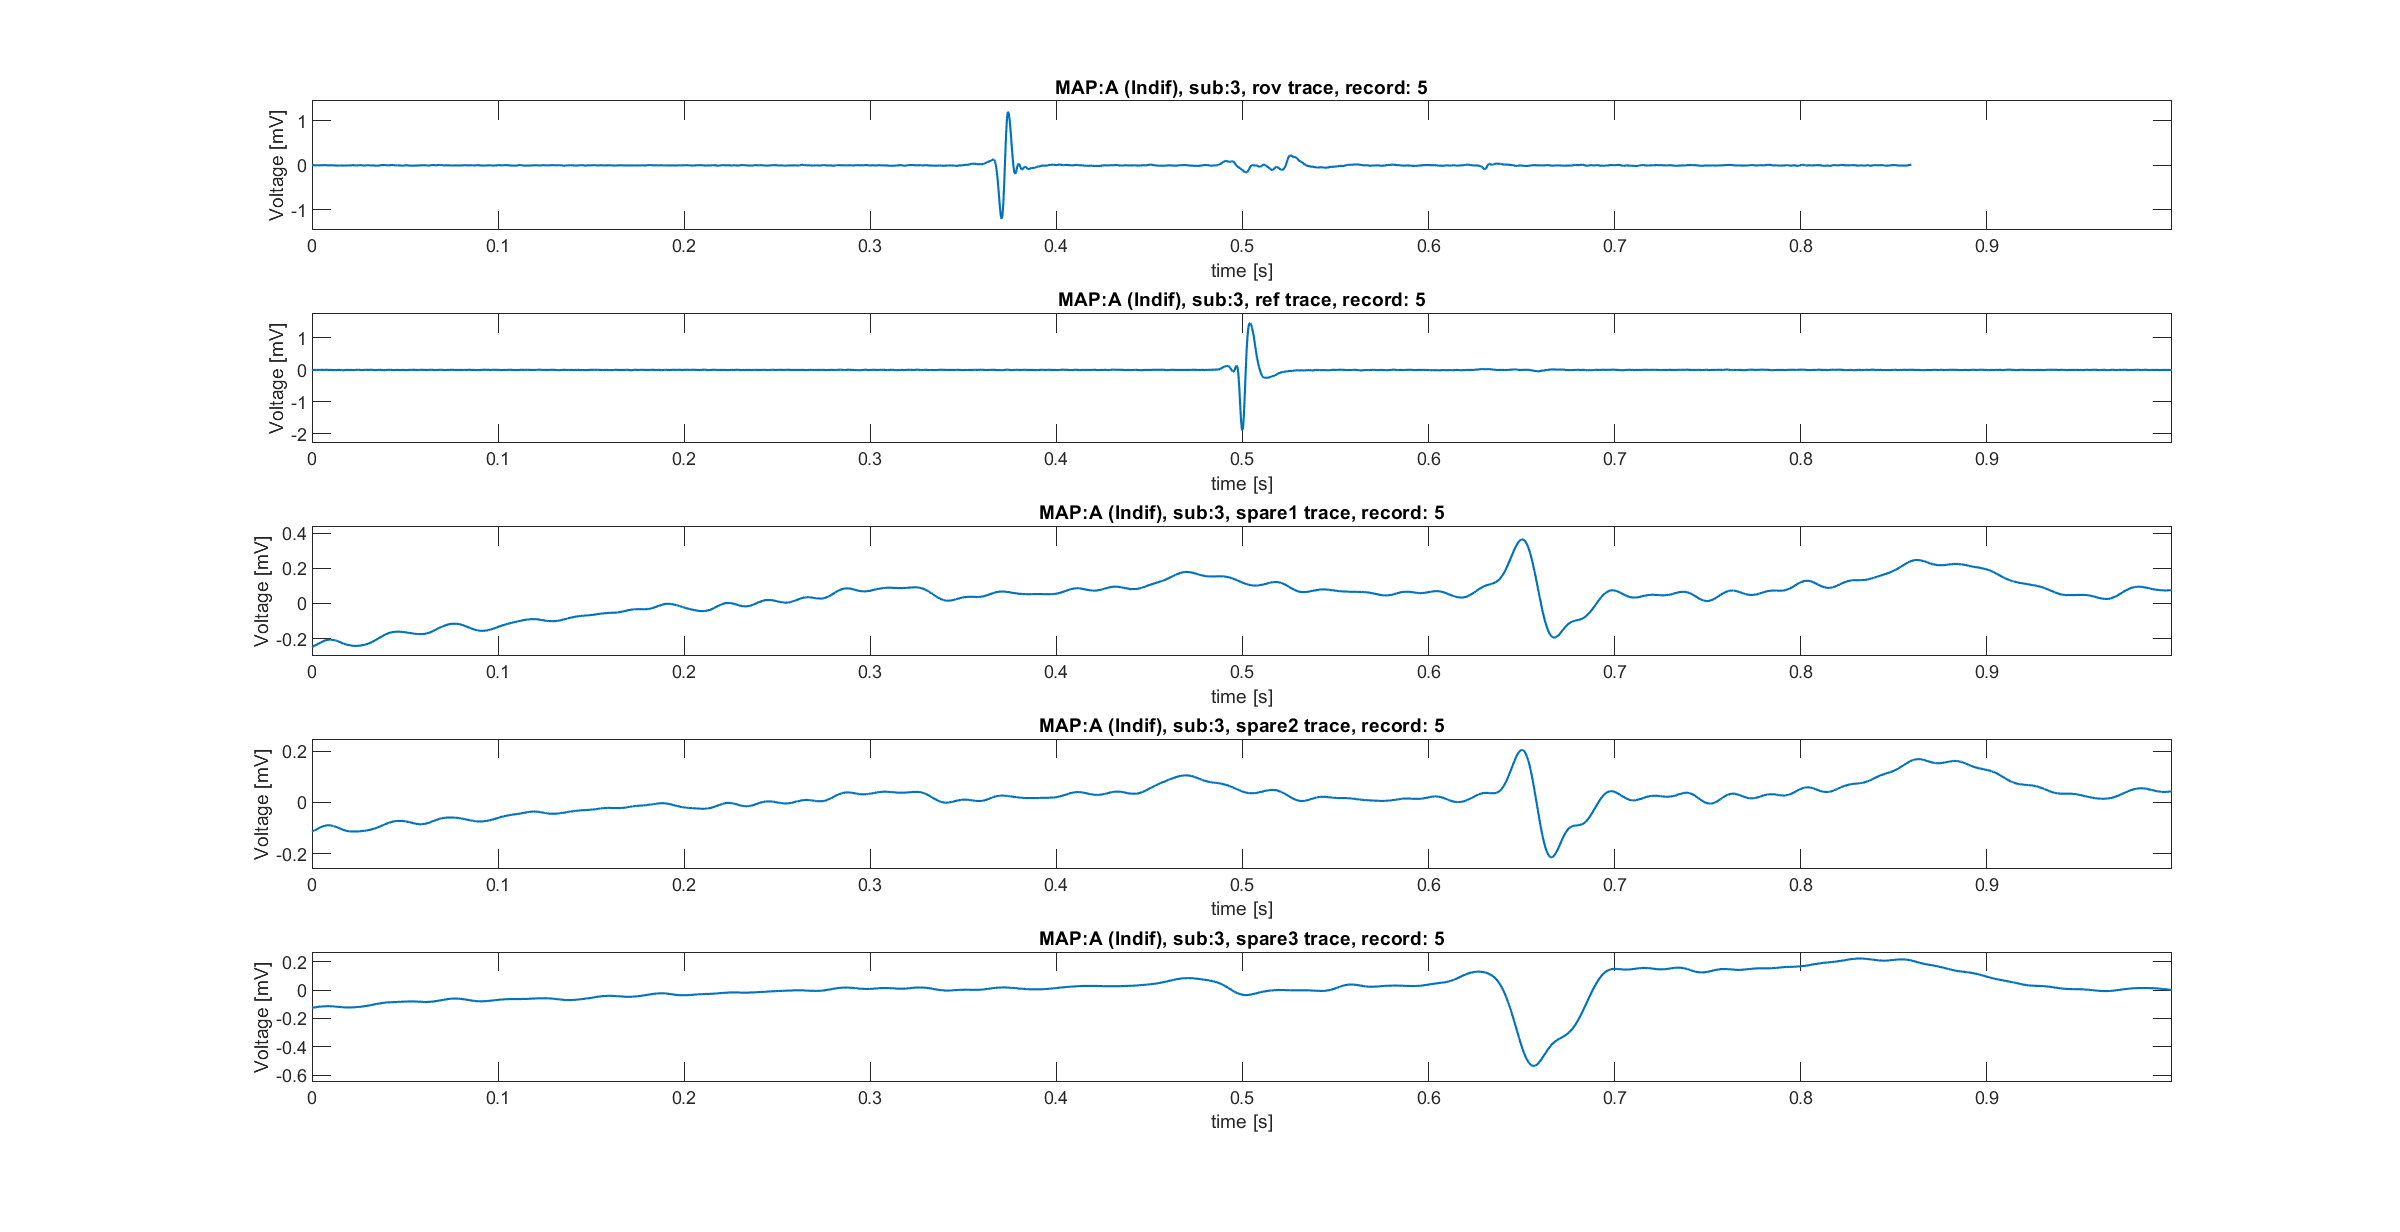 MAP:A (Indif), sub:3, rov trace, record: 5
Voltage [mV]
1
0
-1
0 0.1 0.2 0.3 0.4 0.5 0.6 0.7 0.8 0.9
time [s]
MAP:A (Indif), sub:3, ref trace, record: 5
Voltage [mV]
1
0
-1
-2
0 0.1 0.2 0.3 0.4 0.5 0.6 0.7 0.8 0.9
time [s]
MAP:A (Indif), sub:3, spare1 trace, record: 5
Voltage [mV]
0.4
0.2
0
-0.2
0 0.1 0.2 0.3 0.4 0.5 0.6 0.7 0.8 0.9
time [s]
MAP:A (Indif), sub:3, spare2 trace, record: 5
Voltage [mV]
0.2
0
-0.2
0 0.1 0.2 0.3 0.4 0.5 0.6 0.7 0.8 0.9
time [s]
MAP:A (Indif), sub:3, spare3 trace, record: 5
Voltage [mV]
0.2
0
-0.2
-0.4
-0.6
0 0.1 0.2 0.3 0.4 0.5 0.6 0.7 0.8 0.9
time [s]